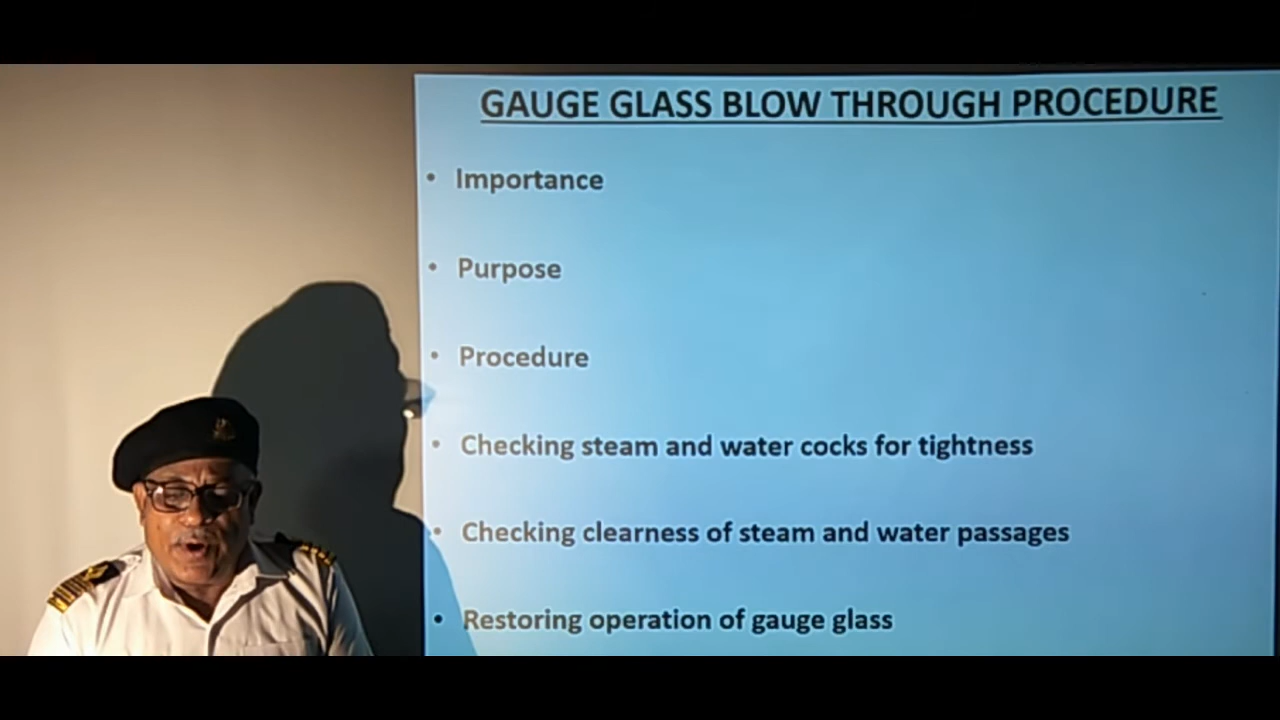 GAUGE GLASS BLOW THROUGH PROCEDURE
• Importance
• Purpose
• Procedure
• Checking steam and water cocks for tightness
• Checking clearness of steam and water passages
• Restoring operation of gauge glass